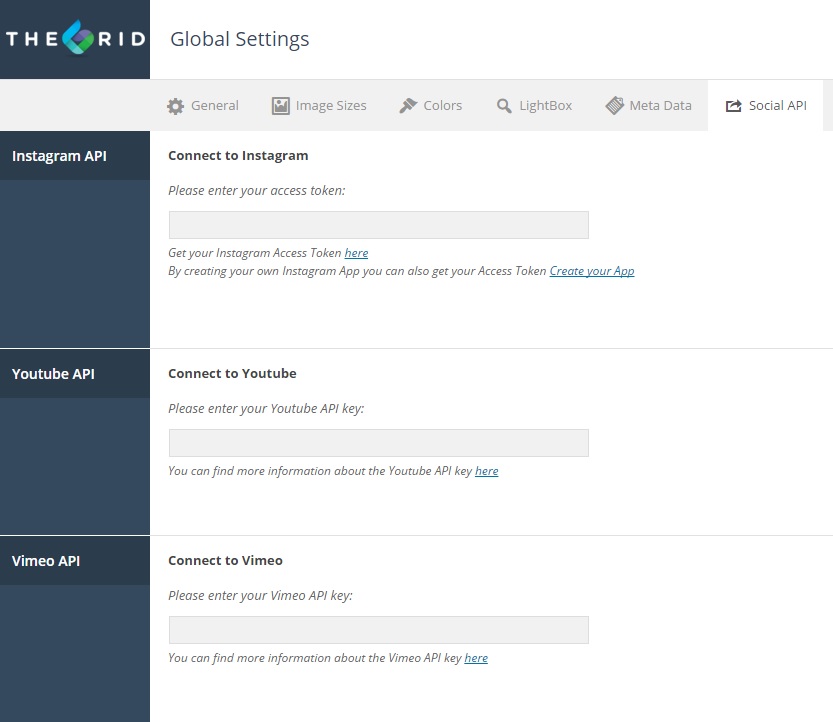 THE RID
Global Settings
General
Image Sizes
Colors
LightBox
Meta Data
Social API
Instagram API
Connect to Instagram
Please enter your access token:
Get your Instagram Access Token here
By creating your own Instagram App you can also get your Access Token Create your App
Youtube API
Connect to Youtube
Please enter your Youtube API key:
You can find more information about the Youtube API key here
Vimeo API
Connect to Vimeo
Please enter your Vimeo API key:
You can find more information about the Vimeo API key here